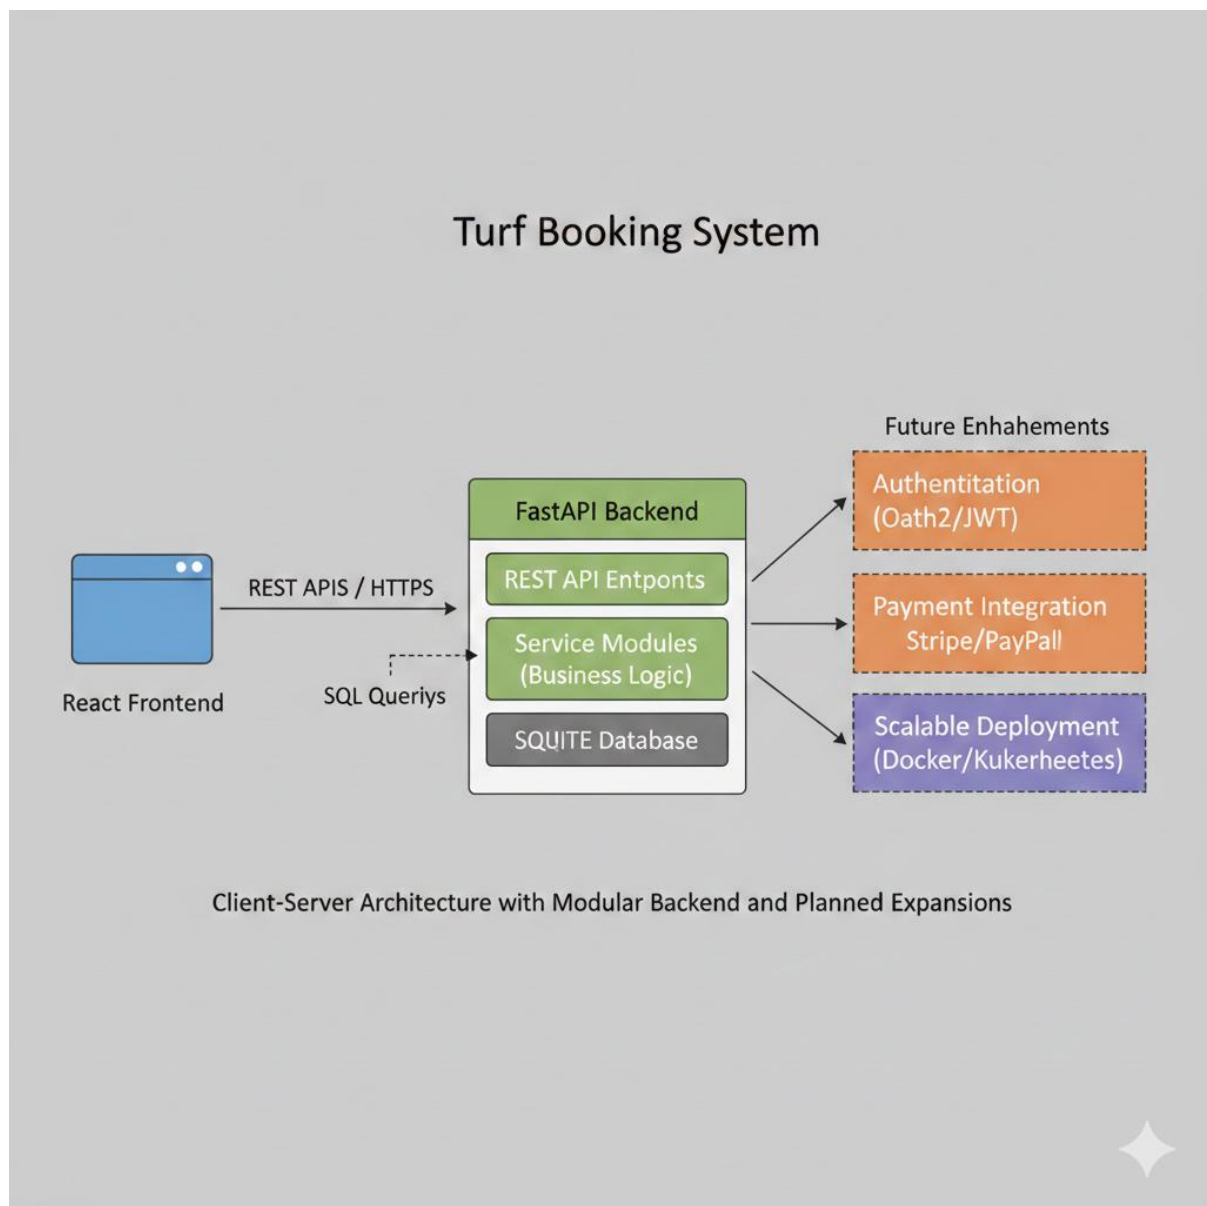 Turf Booking System
Future Enhahements
Authentitation
(Oath2/JWT)
FastAPI Backend
REST API Entponts
REST APIS / HTTPS
Payment Integration
Stripe/PayPall
Service Modules
(Business Logic)
SQL Queriys
React Frontend
SQUITE Database
Scalable Deployment
(Docker/Kukerheetes)
Client-Server Architecture with Modular Backend and Planned Expansions